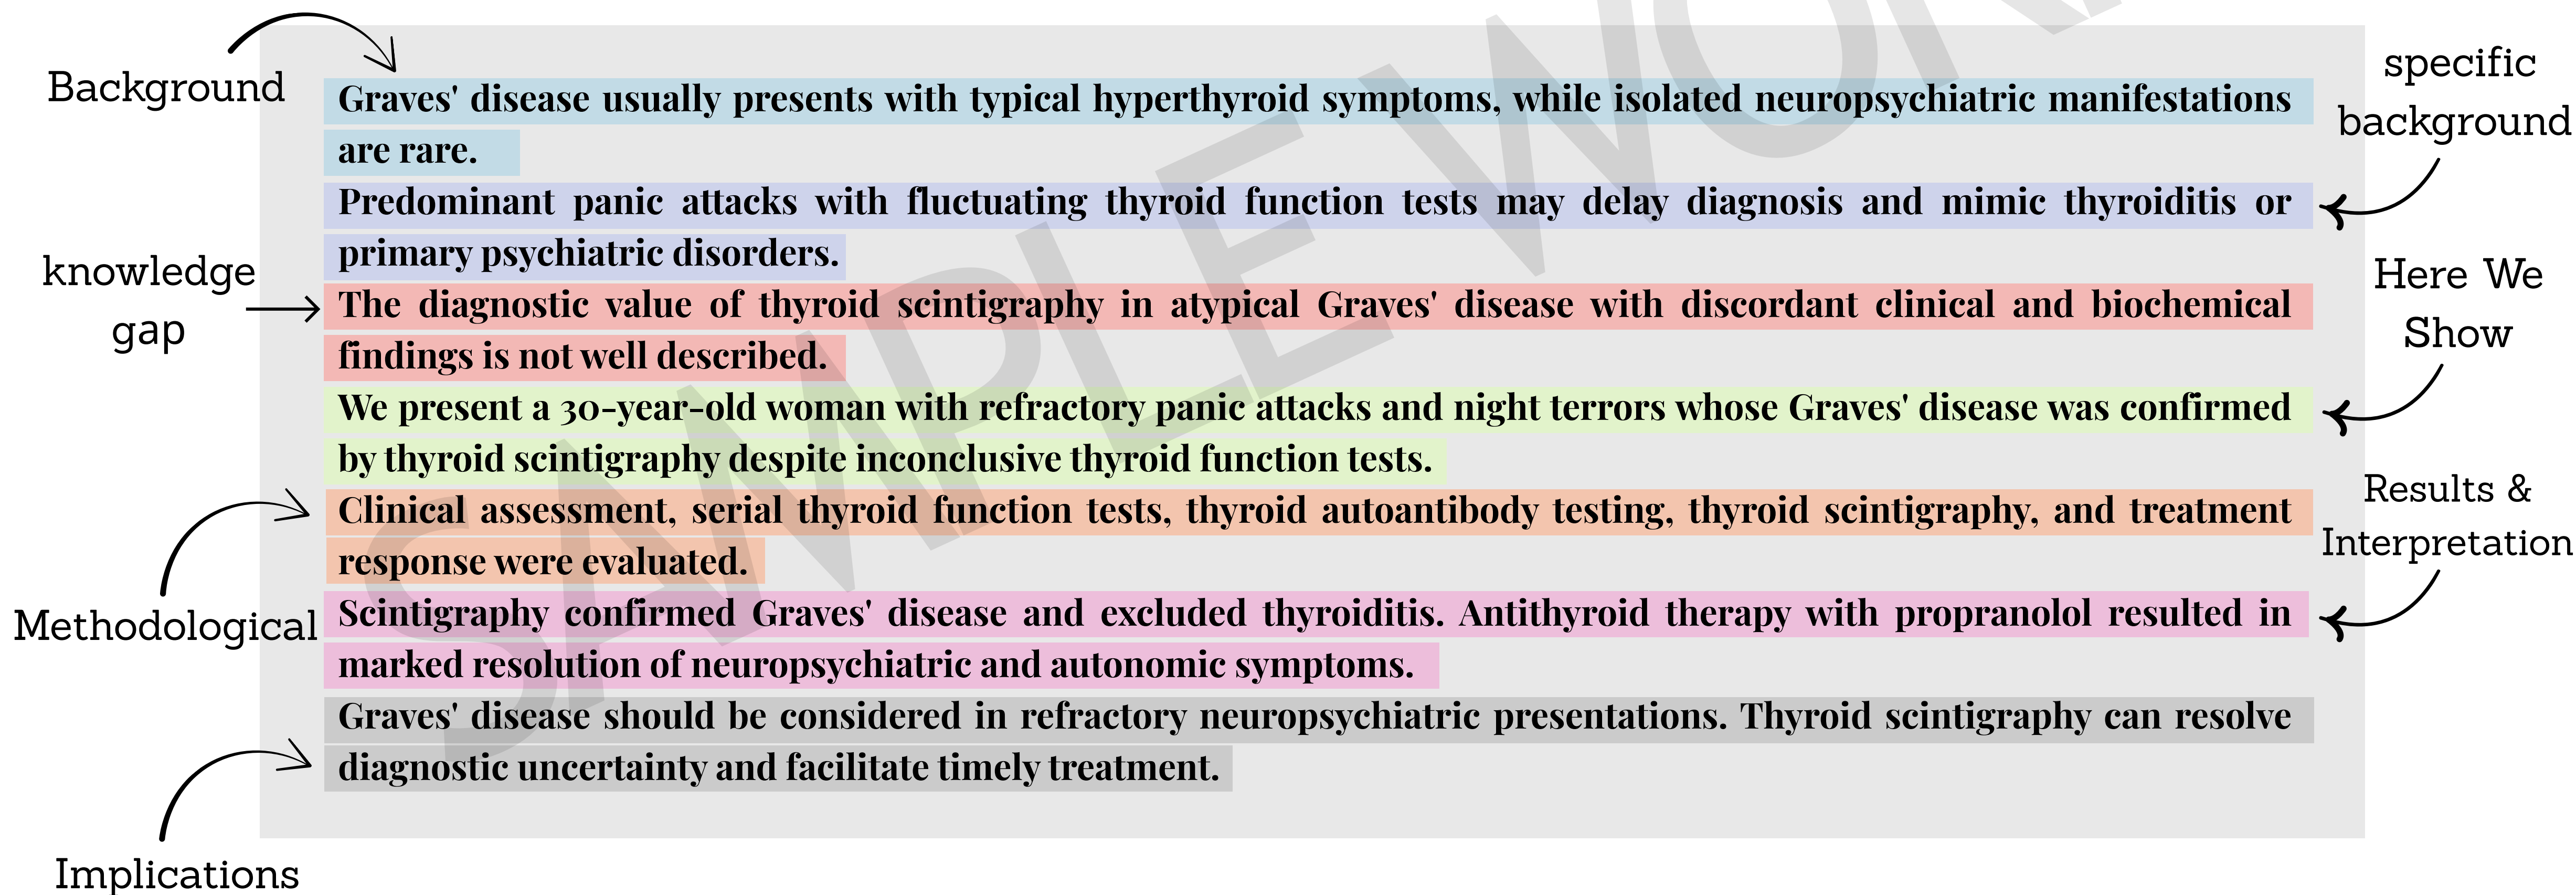 Background
specific
background
Graves' disease usually presents with typical hyperthyroid symptoms, while isolated neuropsychiatric manifestations
are rare.
Predominant panic attacks with fluctuating thyroid function tests may delay diagnosis and mimic thyroiditis or
primary psychiatric disorders.
knowledge
gap
The diagnostic value of thyroid scintigraphy in atypical Graves' disease with discordant clinical and biochemical
findings is not well described.
Here We
Show
We present a 30-year-old woman with refractory panic attacks and night terrors whose Graves' disease was confirmed
by thyroid scintigraphy despite inconclusive thyroid function tests.
Methodological
Clinical assessment, serial thyroid function tests, thyroid autoantibody testing, thyroid scintigraphy, and treatment
response were evaluated.
Results &
Interpretation
Scintigraphy confirmed Graves' disease and excluded thyroiditis. Antithyroid therapy with propranolol resulted in
marked resolution of neuropsychiatric and autonomic symptoms.
Implications
Graves' disease should be considered in refractory neuropsychiatric presentations. Thyroid scintigraphy can resolve
diagnostic uncertainty and facilitate timely treatment.
SAMPLE WOR